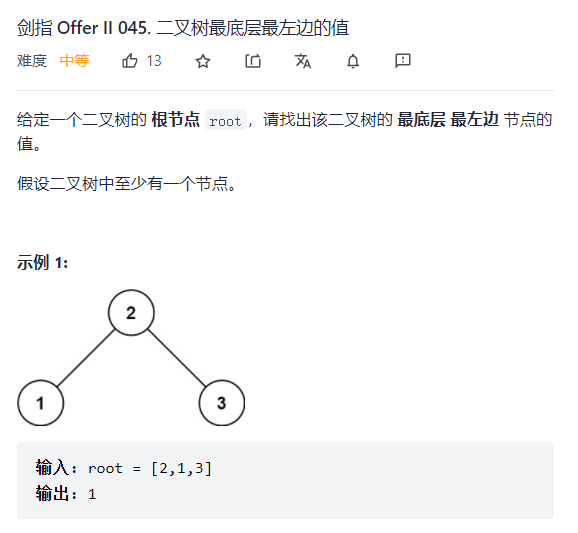 剑指 Offer II 045. 二叉树最底层最左边的值
难度 中等 13
给定一个二叉树的 根节点 root，请找出该二叉树的 最底层 最左边 节点的
值。
假设二叉树中至少有一个节点。
示例 1:
2
1 3
输入：root = [2,1,3]
输出：1